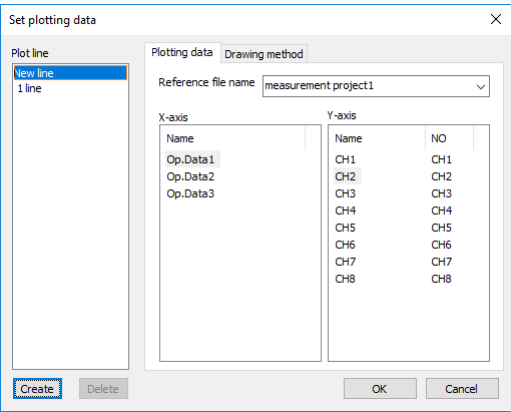 Set plotting data
Plot line
New line
1 line
Plotting data
Drawing method
Reference file name
measurement project1
X-axis
Name
Op.Data1
Op.Data2
Op.Data3
Y-axis
Name NO
CH1 CH1
CH2 CH2
CH3 CH3
CH4 CH4
CH5 CH5
CH6 CH6
CH7 CH7
CH8 CH8
Create
Delete
OK
Cancel